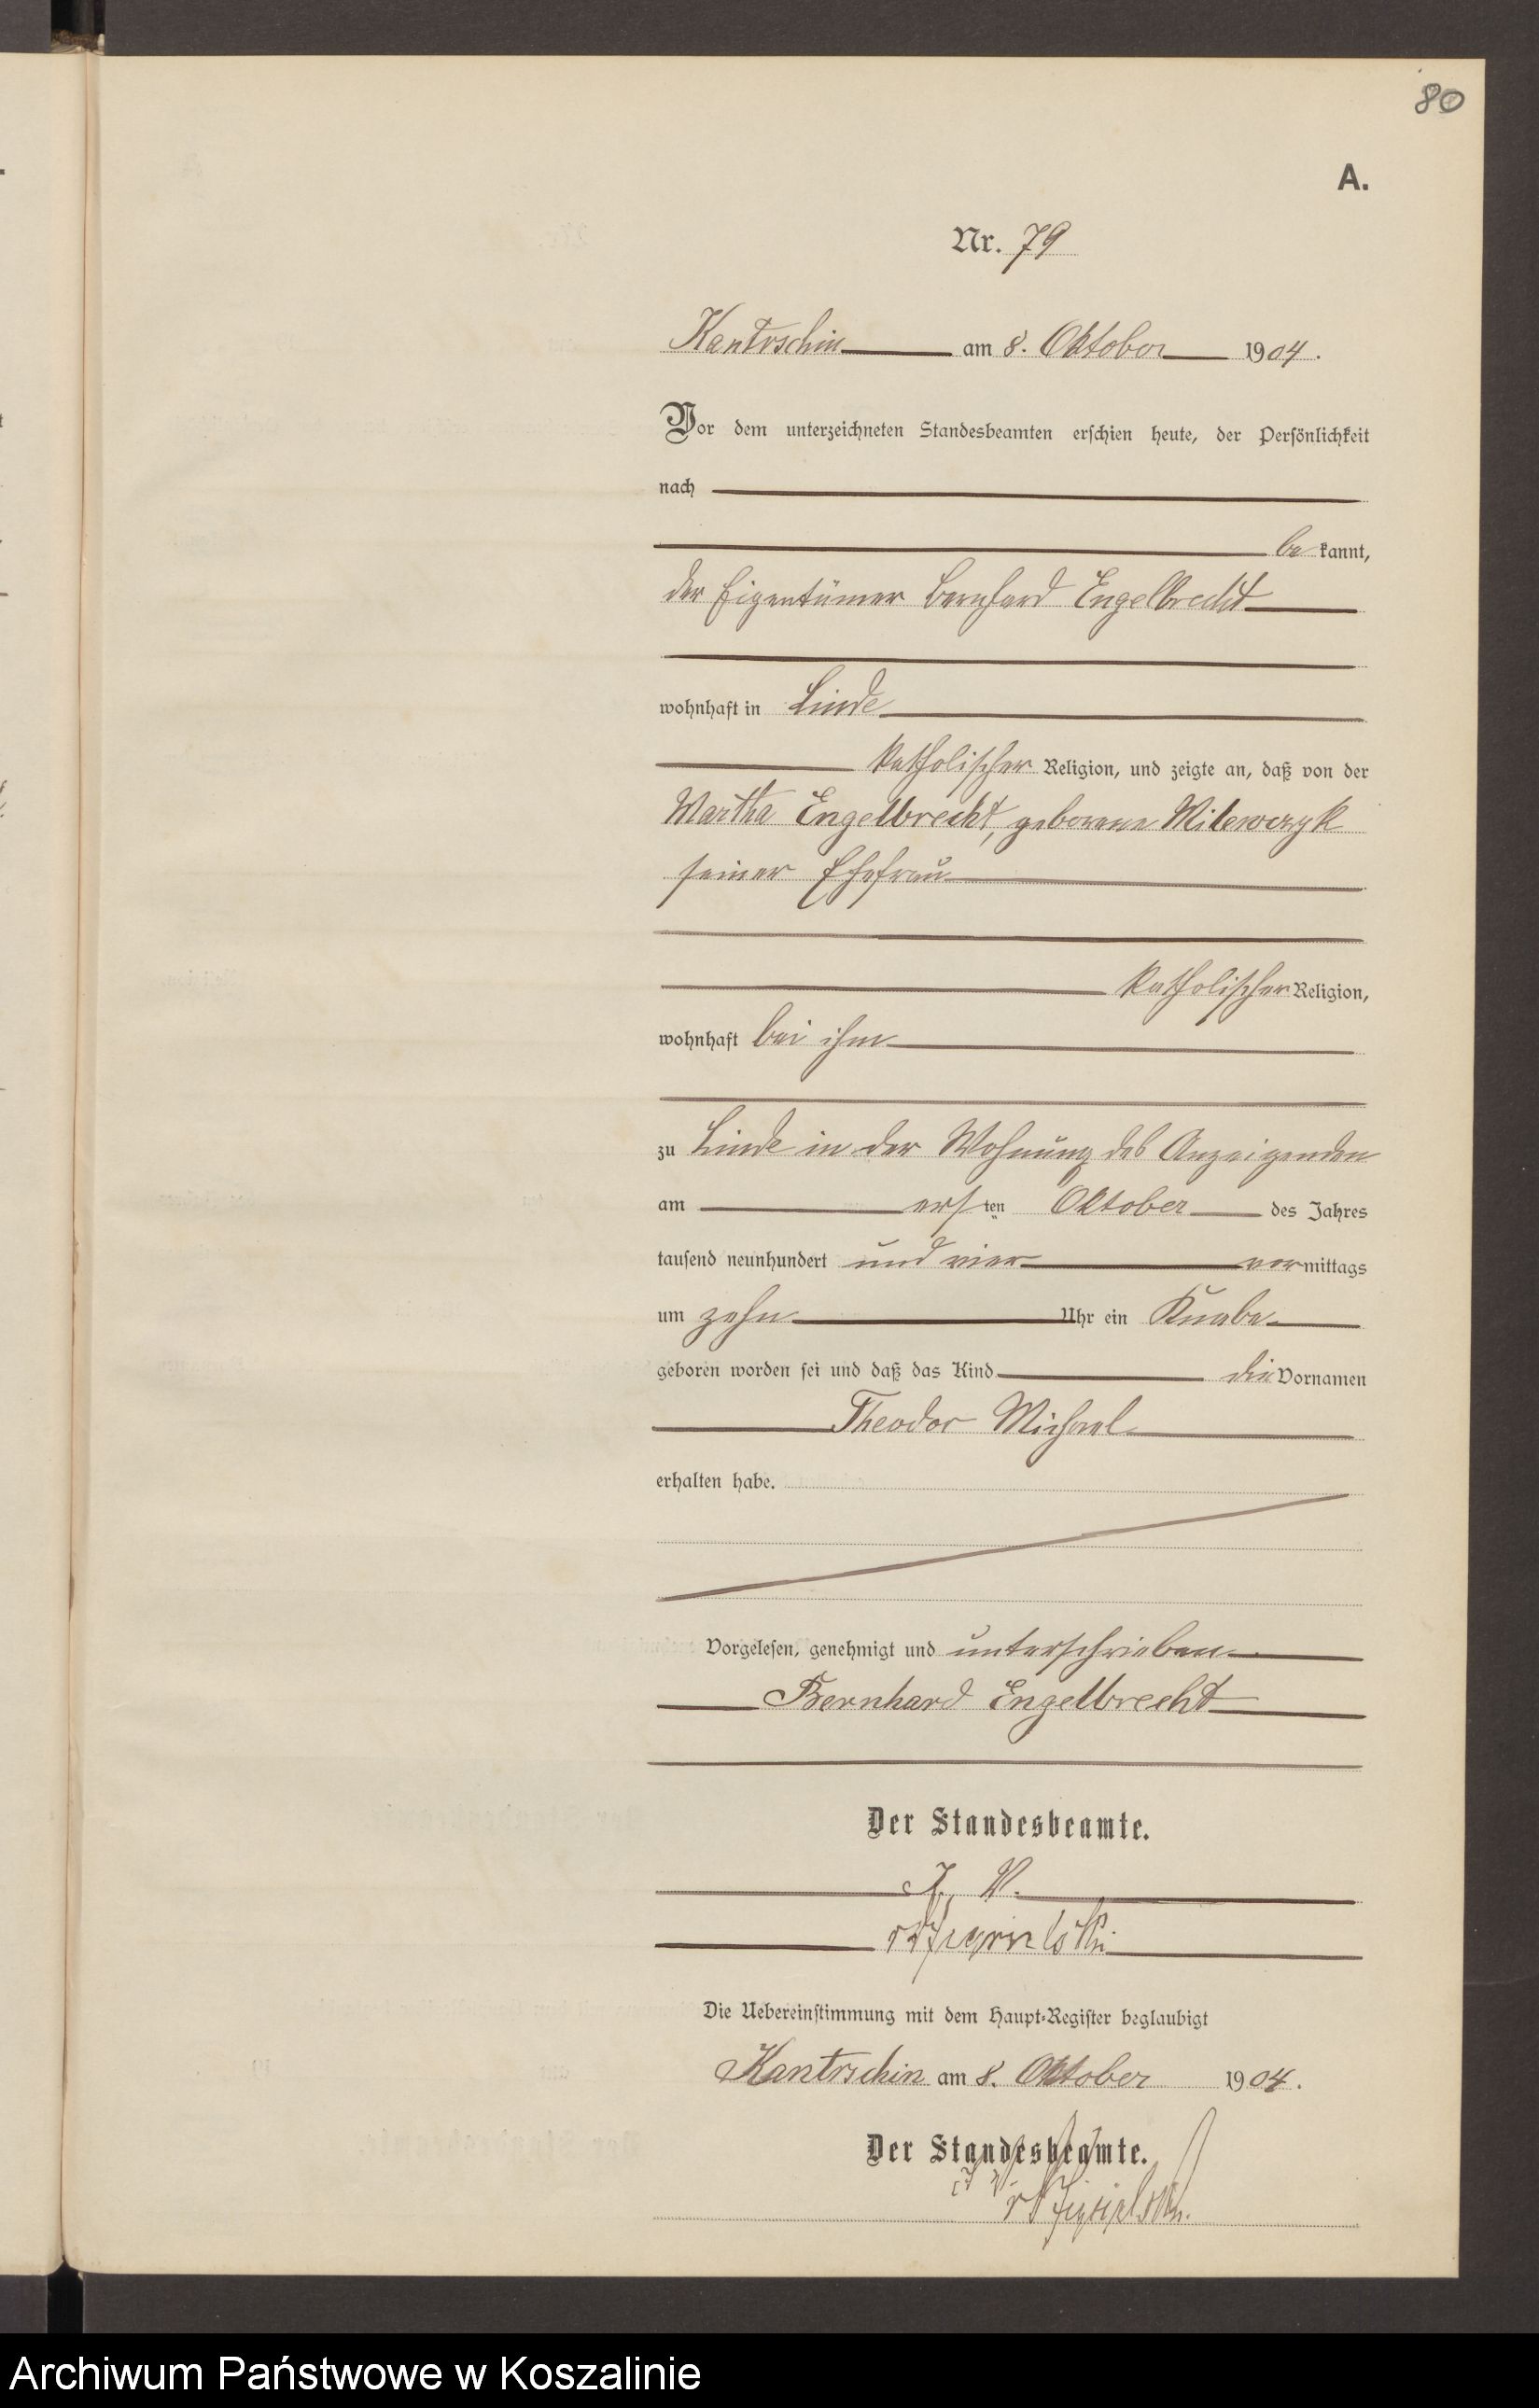 80
A.
Nr. 79
Kantrschin am 8. Oktober 1904.
Vor dem unterzeichneten Standesbeamten erschien heute, der Persönlichkeit
nach
be kannt,
der Eigentümer Bernhard Engelbrecht
wohnhaft in Linde
katholischer Religion, und zeigte an, daß von der
Martha Engelbrecht, geborene Milewczyk
seiner Ehefrau
katholischer Religion,
wohnhaft bei ihm
zu Linde in der Wohnung des Anzeigenden
am ersten Oktober des Jahres
tausend neunhundert und vier vormittags
um zehn Uhr ein Knabe
geboren worden sei und daß das Kind die Vornamen
Theodor Michael
erhalten habe.
Vorgelesen, genehmigt und unterschrieben
Bernhard Engelbrecht
Der Standesbeamte.
J. V.
Die Uebereinstimmung mit dem Haupt-Register beglaubigt
Kantrschin am 8. Oktober 1904.
Der Standesbeamte.
J. V.
Archiwum Państwowe w Koszalinie